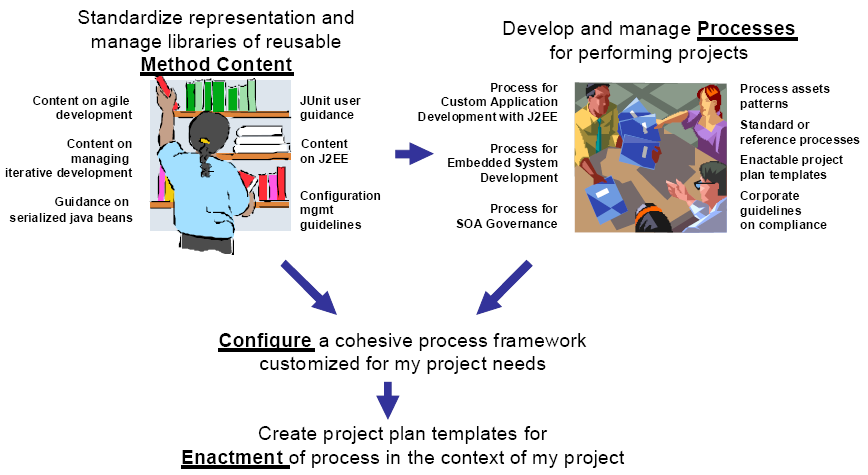 Standardize representation and
manage libraries of reusable
Method Content
Content on agile
development
Content on
managing
iterative development
Guidance on
serialized java beans
JUnit user
guidance
Content
on J2EE
Configuration
mgmt
guidelines
Develop and manage Processes
for performing projects
Process for
Custom Application
Development with J2EE
Process for
Embedded System
Development
Process for
SOA Governance
Process assets
patterns
Standard or
reference processes
Enactable project
plan templates
Corporate
guidelines
on compliance
Configure a cohesive process framework
customized for my project needs
Create project plan templates for
Enactment of process in the context of my project